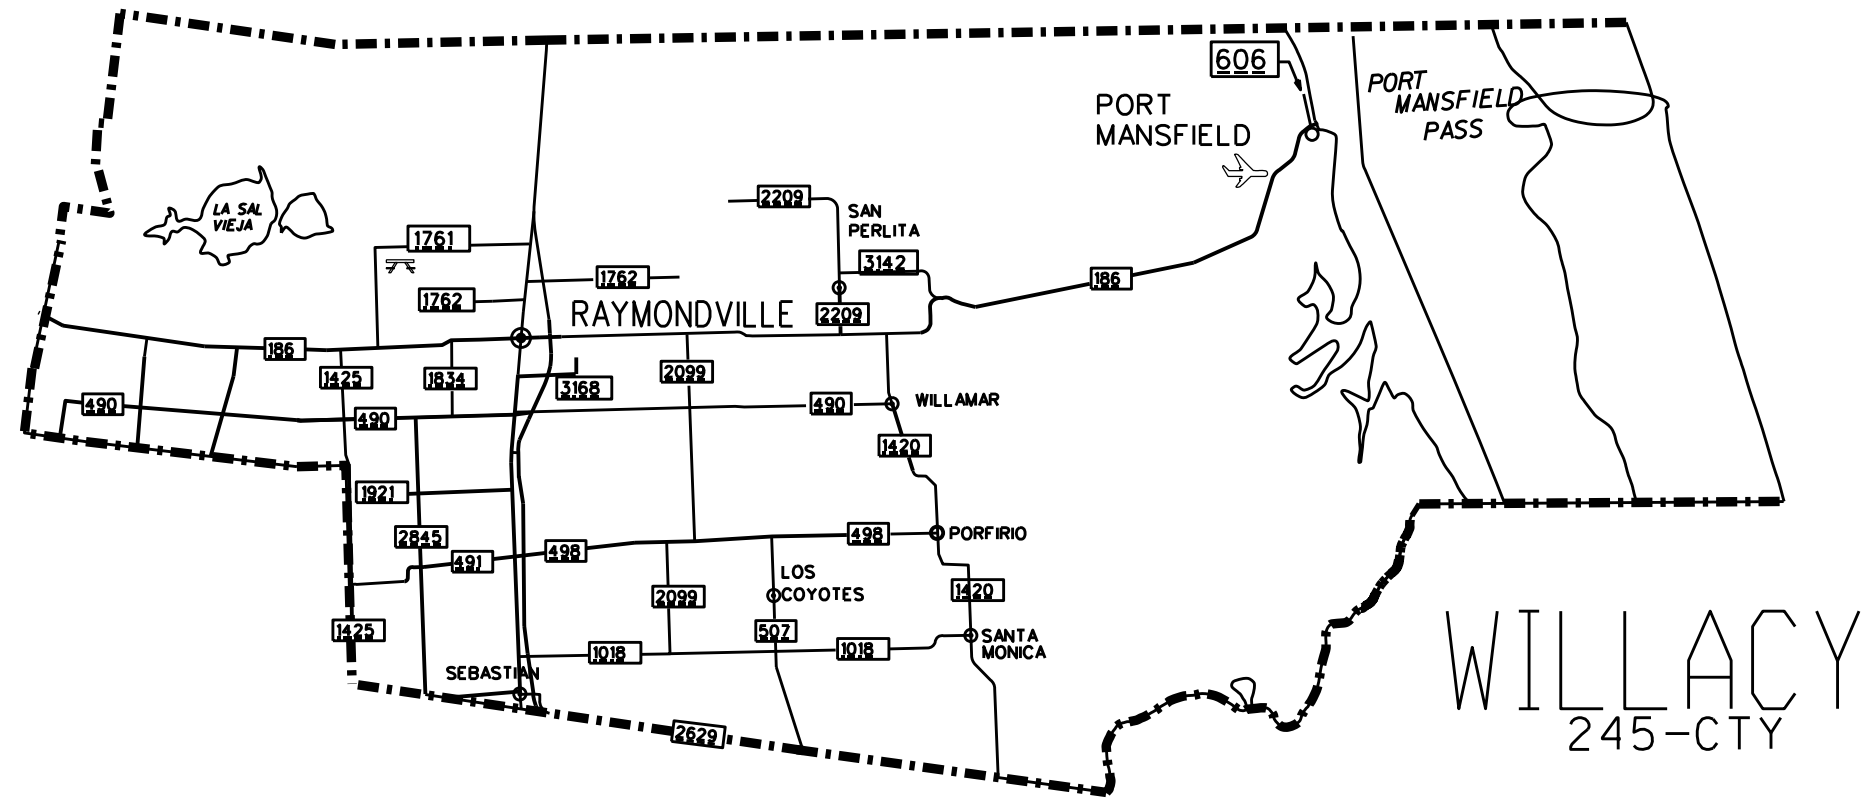 606
PORT
MANSFIELD
PASS
PORT
MANSFIELD
LA SAL
VIEJA
2209
SAN
PERLITA
1761
3142
1762
186
1762
RAYMONDVILLE
2209
186
1425
1834
3168
2099
490
490
490
WILLAMAR
1420
1921
2845
498
498
PORFIRIO
491
LOS
COYOTES
2099
1420
1425
507
SANTA
MONICA
1018
1018
SEBASTIAN
2629
WILLACY
245-CTY